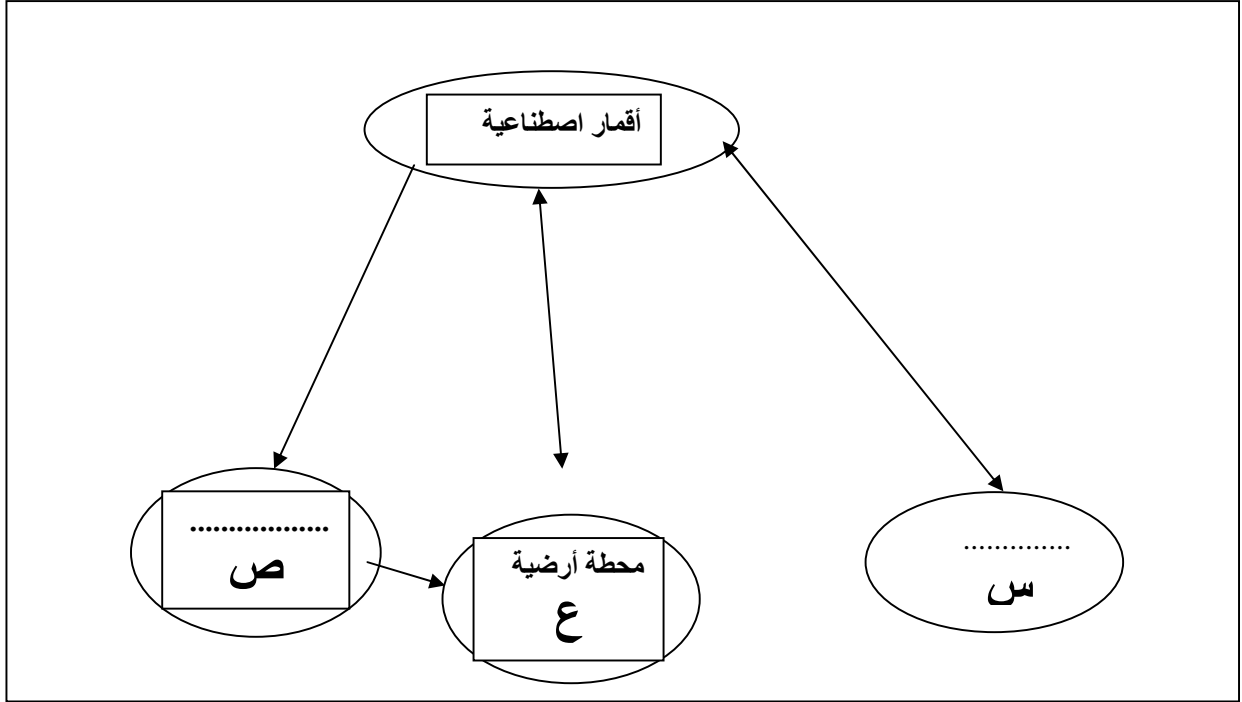 أقمار اصطناعية
..................
ص
محطة أرضية
ع
..............
س